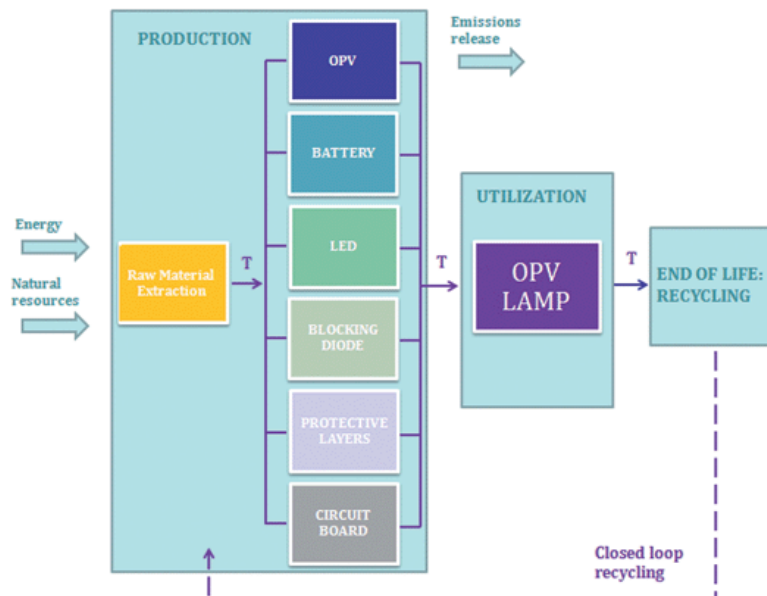 PRODUCTION
Emissions
release
OPV
BATTERY
UTILIZATION
Energy
LED
Natural
resources
Raw Material
Extraction
T
T
OPV
LAMP
T
END OF LIFE:
RECYCLING
BLOCKING
DIODE
PROTECTIVE
LAYERS
CIRCUIT
BOARD
Closed loop
recycling